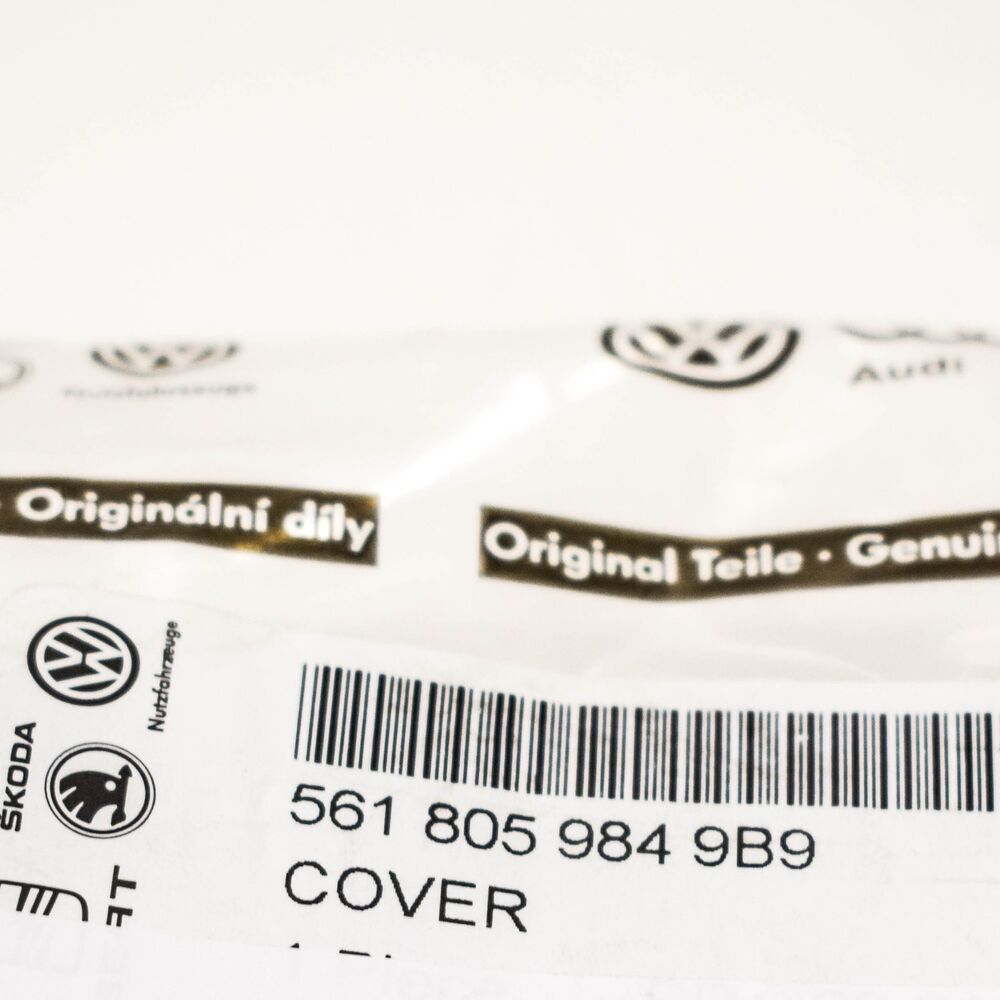 Nutzfahrzeuge
Audi
· Originální díly
Original Teile · Genui
Nutzfahrzeuge
ŠKODA
561 805 984 9B9
COVER